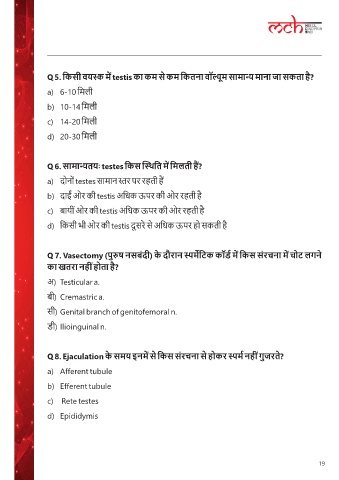 mch
Q 5. किसी वयस्क में testis का कम से कम कितना वॉल्यूम सामान्य माना जा सकता है?
a) 6-10 मिली
b) 10-14 मिली
c) 14-20 मिली
d) 20-30 मिली
Q 6. सामान्यतयः testes किस स्थिति में मिलती हैं?
a) दोनों testes सामान स्तर पर रहती हैं
b) दाईं ओर की testis अधिक ऊपर की ओर रहती है
c) बायीं ओर की testis अधिक ऊपर की ओर रहती है
d) किसी भी ओर की testis दूसरे से अधिक ऊपर हो सकती है
Q 7. Vasectomy (पुरुष नसबंदी) के दौरान स्पर्मेटिक कॉर्ड में किस संरचना में चोट लगने
का खतरा नहीं होता है?
अ) Testicular a.
बी) Cremastric a.
सी) Genital branch of genitofemoral n.
डी) Ilioinguinal n.
Q 8. Ejaculation के समय इनमें से किस संरचना से होकर स्पर्म नहीं गुजरते?
a) Afferent tubule
b) Efferent tubule
c) Rete testes
d) Epididymis
19